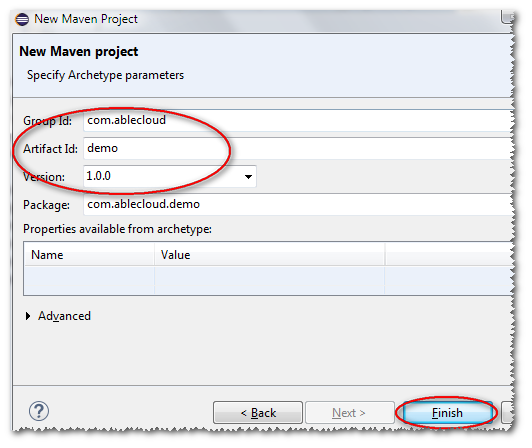 New Maven Project
New Maven project
Specify Archetype parameters
Group Id: com.ablecloud
Artifact Id: demo
Version: 1.0.0
Package: com.ablecloud.demo
Properties available from archetype:
Name Value
Advanced
? < Back Next > Finish